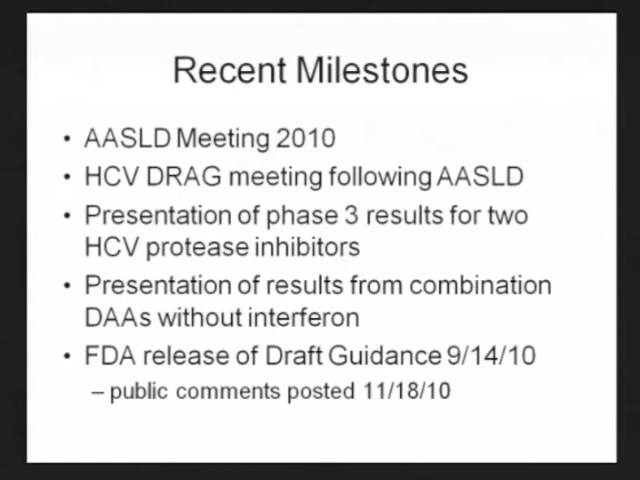 Recent Milestones
• AASLD Meeting 2010
• HCV DRAG meeting following AASLD
• Presentation of phase 3 results for two
HCV protease inhibitors
• Presentation of results from combination
DAAs without interferon
• FDA release of Draft Guidance 9/14/10
– public comments posted 11/18/10